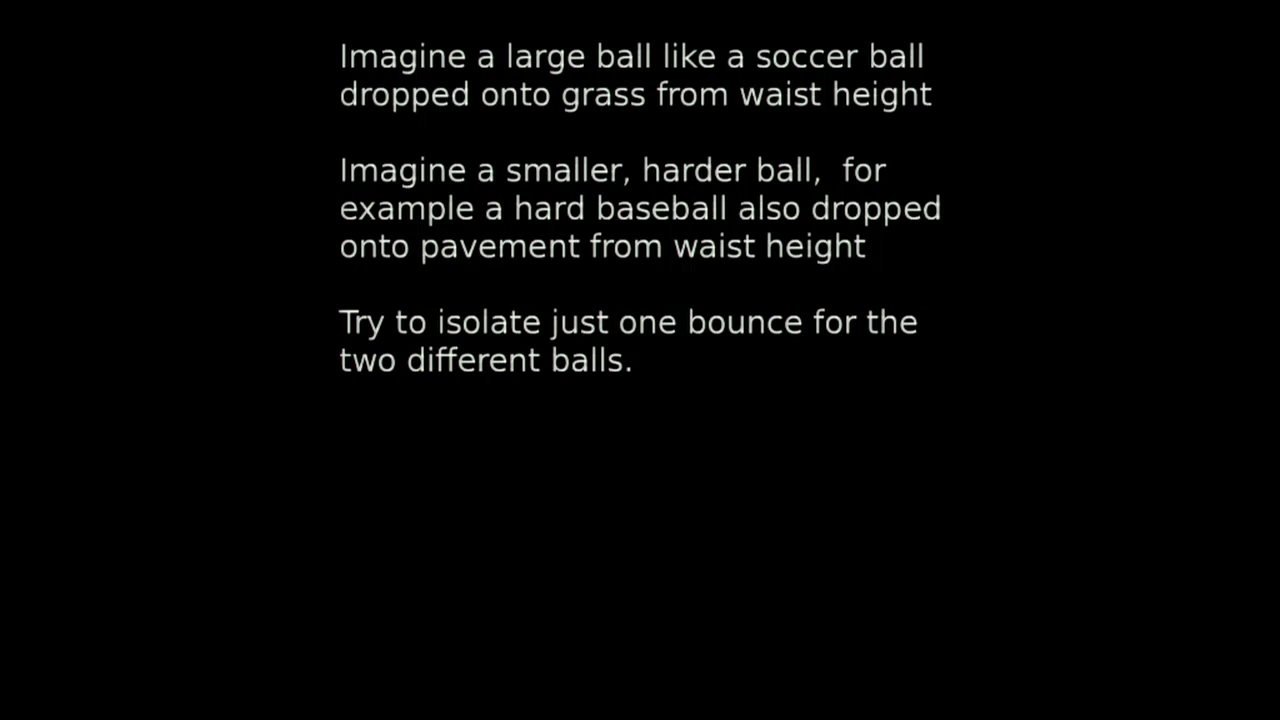 Imagine a large ball like a soccer ball
dropped onto grass from waist height
Imagine a smaller, harder ball,  for
example a hard baseball also dropped
onto pavement from waist height
Try to isolate just one bounce for the
two different balls.